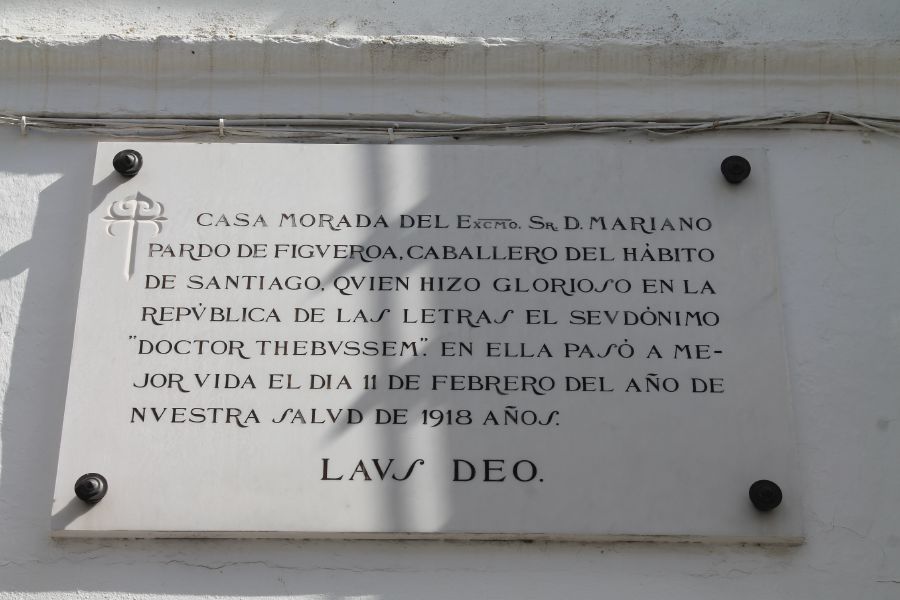 CASA MORADA DEL EXCMO. SR. D. MARIANO
PARDO DE FIGVEROA, CABALLERO DEL HÁBITO
DE SANTIAGO, QVIEN HIZO GLORIOSO EN LA
REPVBLICA DE LAS LETRAS EL SEVDÓNIMO
"DOCTOR THEBVSSEM". EN ELLA PASÓ A ME-
JOR VIDA EL DIA 11 DE FEBRERO DEL AÑO DE
NVESTRA SALVD DE 1918 AÑOS.
LAVS DEO.